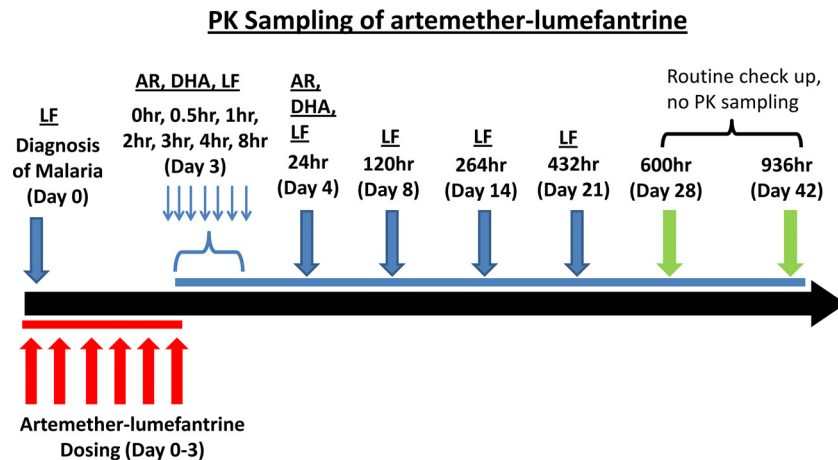 PK Sampling of artemether-lumefantrine
LF
Diagnosis
of Malaria
(Day 0)
AR, DHA, LF
0hr, 0.5hr, 1hr,
2hr, 3hr, 4hr, 8hr
(Day 3)
AR,
DHA,
LF
24hr
(Day 4)
LF
120hr
(Day 8)
LF
264hr
(Day 14)
LF
432hr
(Day 21)
Routine check up,
no PK sampling
600hr
(Day 28)
936hr
(Day 42)
Artemether-lumefantrine
Dosing (Day 0-3)